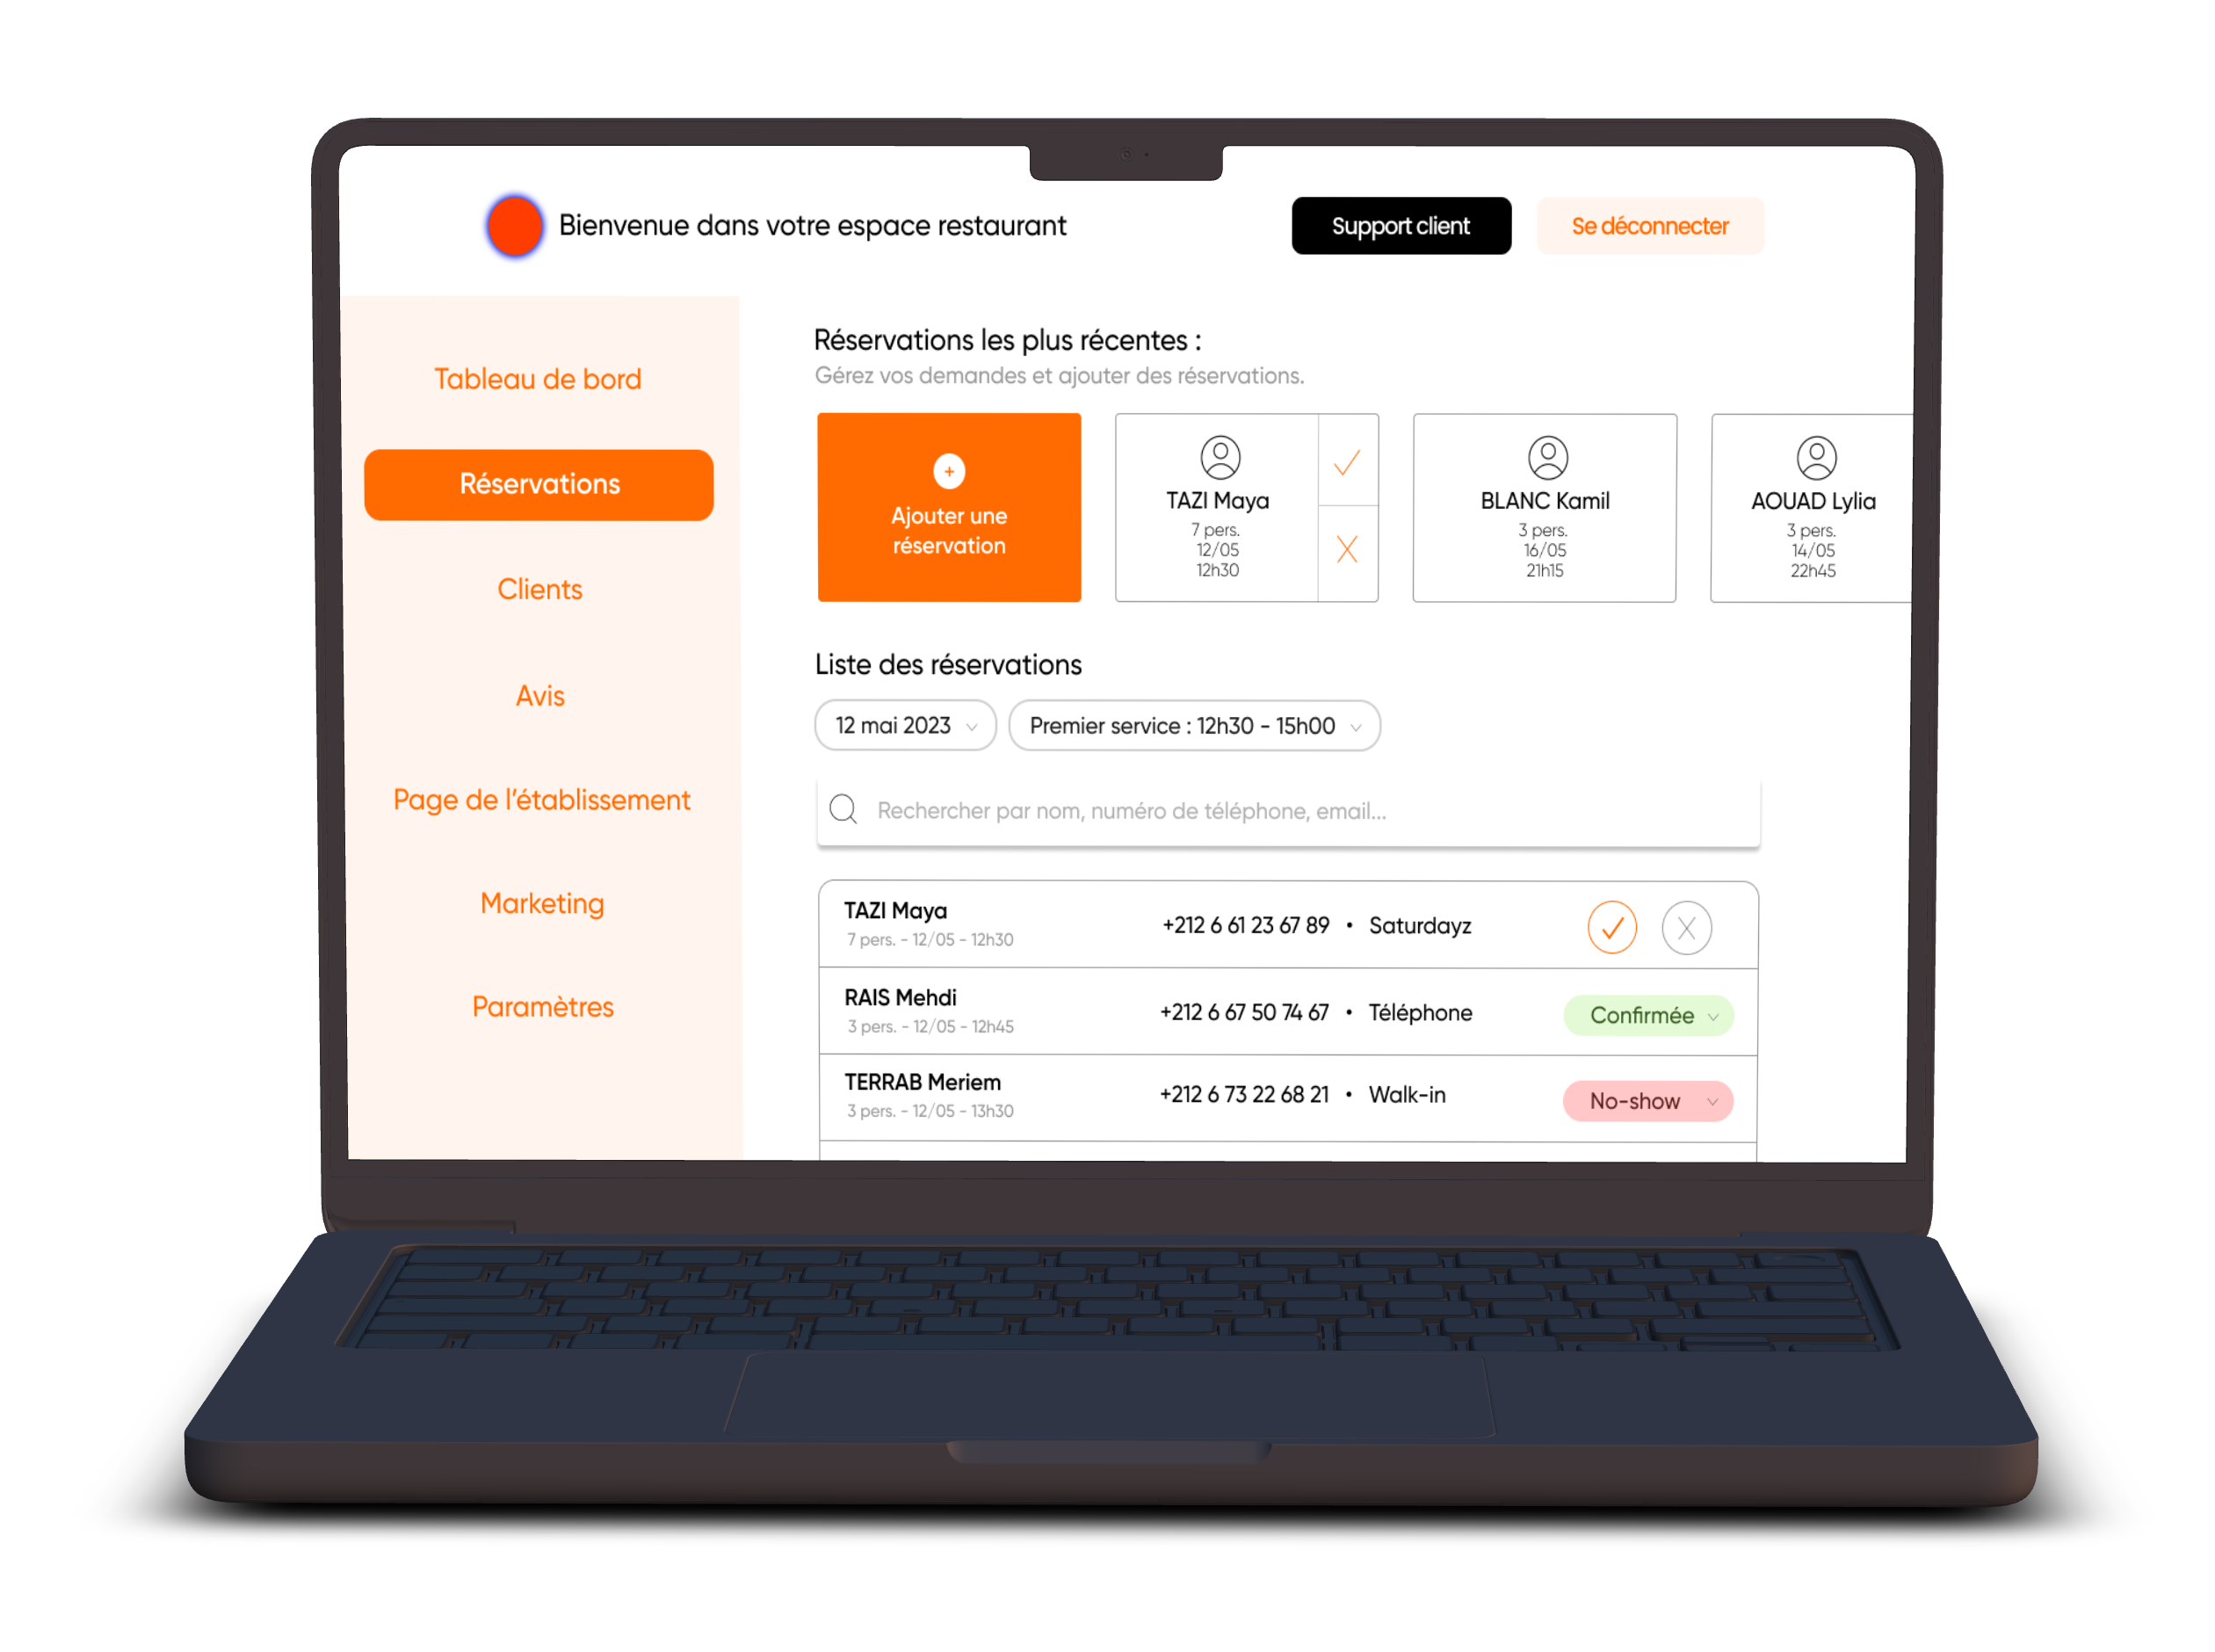 Bienvenue dans votre espace restaurant
Support client
Se déconnecter
Tableau de bord
Réservations
Clients
Avis
Page de l’établissement
Marketing
Paramètres
Réservations les plus récentes :
Gérez vos demandes et ajouter des réservations.
+
Ajouter une
réservation
TAZI Maya
7 pers.
12/05
12h30
BLANC Kamil
3 pers.
16/05
21h15
AOUAD Lylia
3 pers.
14/05
22h45
Liste des réservations
12 mai 2023
Premier service : 12h30 - 15h00
Rechercher par nom, numéro de téléphone, email...
TAZI Maya
7 pers. - 12/05 - 12h30
+212 6 61 23 67 89 • Saturdayz
RAIS Mehdi
3 pers. - 12/05 - 12h45
+212 6 67 50 74 67 • Téléphone
Confirmée
TERRAB Meriem
3 pers. - 12/05 - 13h30
+212 6 73 22 68 21 • Walk-in
No-show